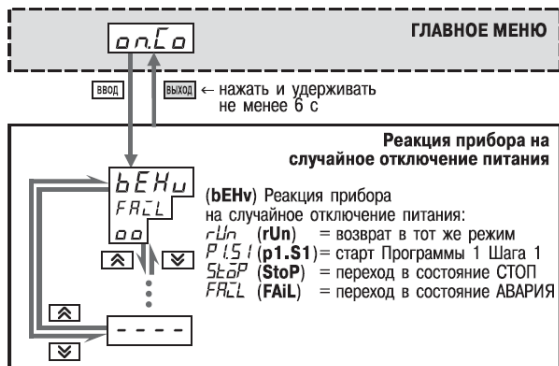 ГЛАВНОЕ МЕНЮ
on.Co
ввод
выход
← нажать и удерживать
не менее 6 с
Реакция прибора на
случайное отключение питания
bEHv
FAiL
oo
(bEHv) Реакция прибора
на случайное отключение питания:
rUn (rUn) = возврат в тот же режим
P1.S1 (p1.S1) = старт Программы 1 Шага 1
StoP (StoP) = переход в состояние СТОП
FAiL (FAiL) = переход в состояние АВАРИЯ
- - - -